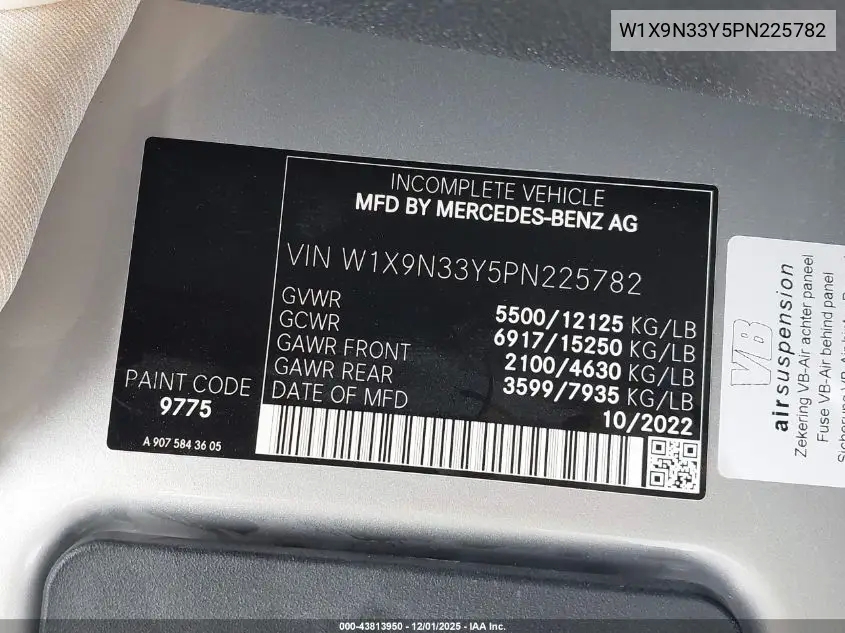 W1X9N33Y5PN225782
INCOMPLETE VEHICLE
MFD BY MERCEDES-BENZ AG
VIN W1X9N33Y5PN225782
GVWR 5500/12125 KG/LB
GCWR 6917/15250 KG/LB
GAWR FRONT 2100/4630 KG/LB
GAWR REAR 3599/7935 KG/LB
DATE OF MFD 10/2022
PAINT CODE
9775
A 907 584 36 05
VB
airsuspension
Zekering VB-Air achter paneel
Fuse VB-Air behind panel
000-43813950 • 12/01/2025 • IAA Inc.